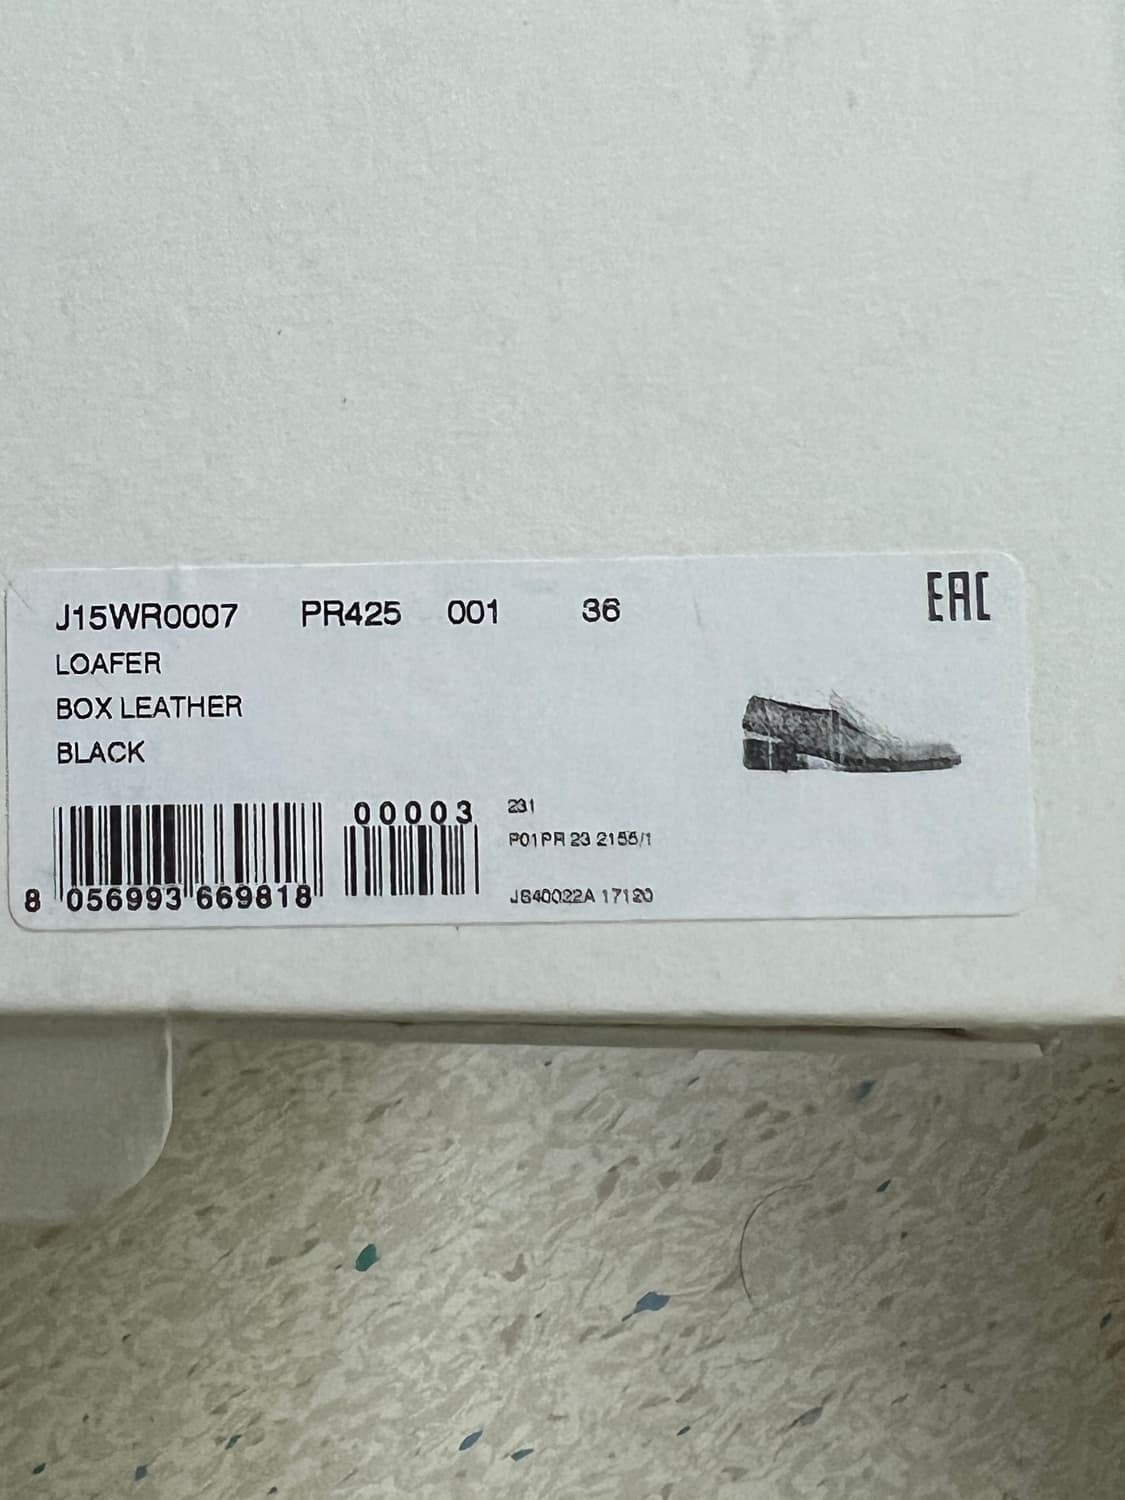 J15WR0007 PR425 001 36 EAC
LOAFER
BOX LEATHER
BLACK
00003
231
P01PR 23 2155/1
8 056993 669818
JS40022A 17120